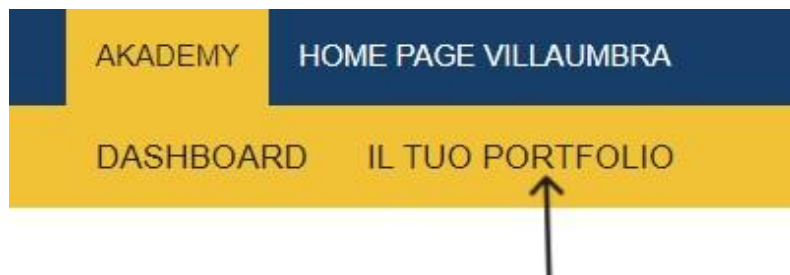 AKADEMY HOME PAGE VILLAUMBRA
DASHBOARD IL TUO PORTFOLIO